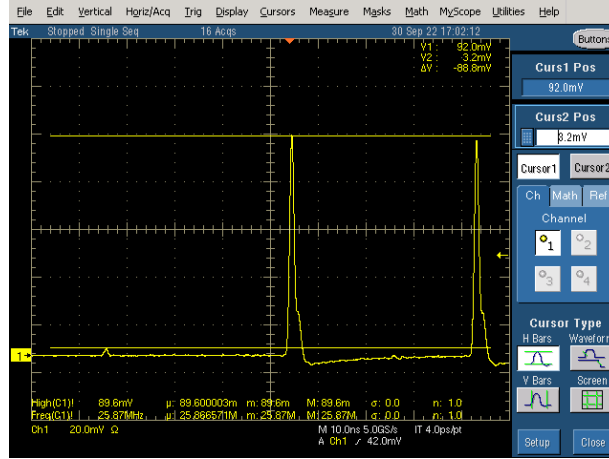 File Edit Vertical Horiz/Acq Trig Display Cursors Measure Masks Math MyScope Utilities Help
Tek Stopped Single Seq 16 Acqs 30 Sep 22 17:02:12
Buttons
V1: 92.0mV
V2: 3.2mV
ΔV: -88.8mV
Curs1 Pos
92.0mV
Curs2 Pos
3.2mV
Cursor1 Cursor2
Ch Math Ref
Channel
1 2
3 4
1
Cursor Type
H Bars Waveform
V Bars Screen
High(C1)! 89.6mV μ: 89.600003m m: 89.6m M: 89.6m σ: 0.0 n: 1.0
Freq(C1)! 25.87MHz μ: 25.866571M m: 25.87M M: 25.87M σ: 0.0 n: 1.0
Ch1 20.0mV Ω M 10.0ns 5.0GS/s IT 4.0ps/pt
A Ch1 ∕ 42.0mV
Setup Close